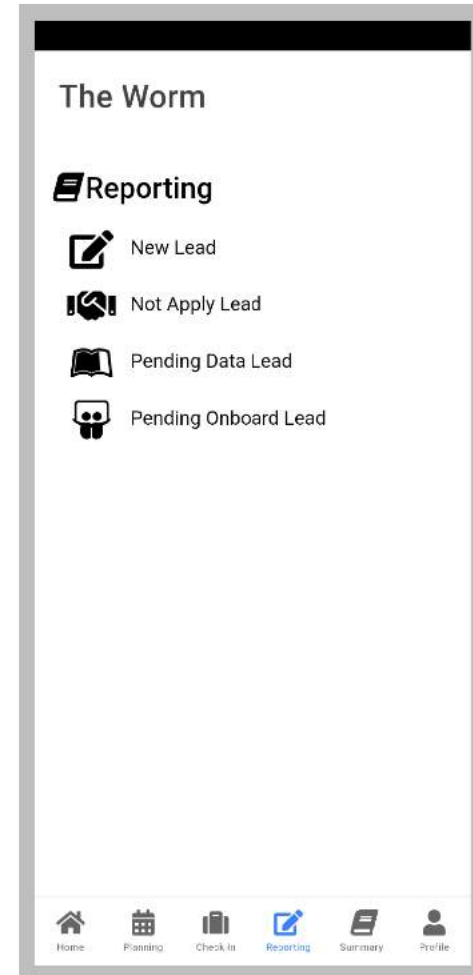 The Worm
Reporting
New Lead
Not Apply Lead
Pending Data Lead
Pending Onboard Lead
Home
Planning
Check In
Reporting
Summary
Profile